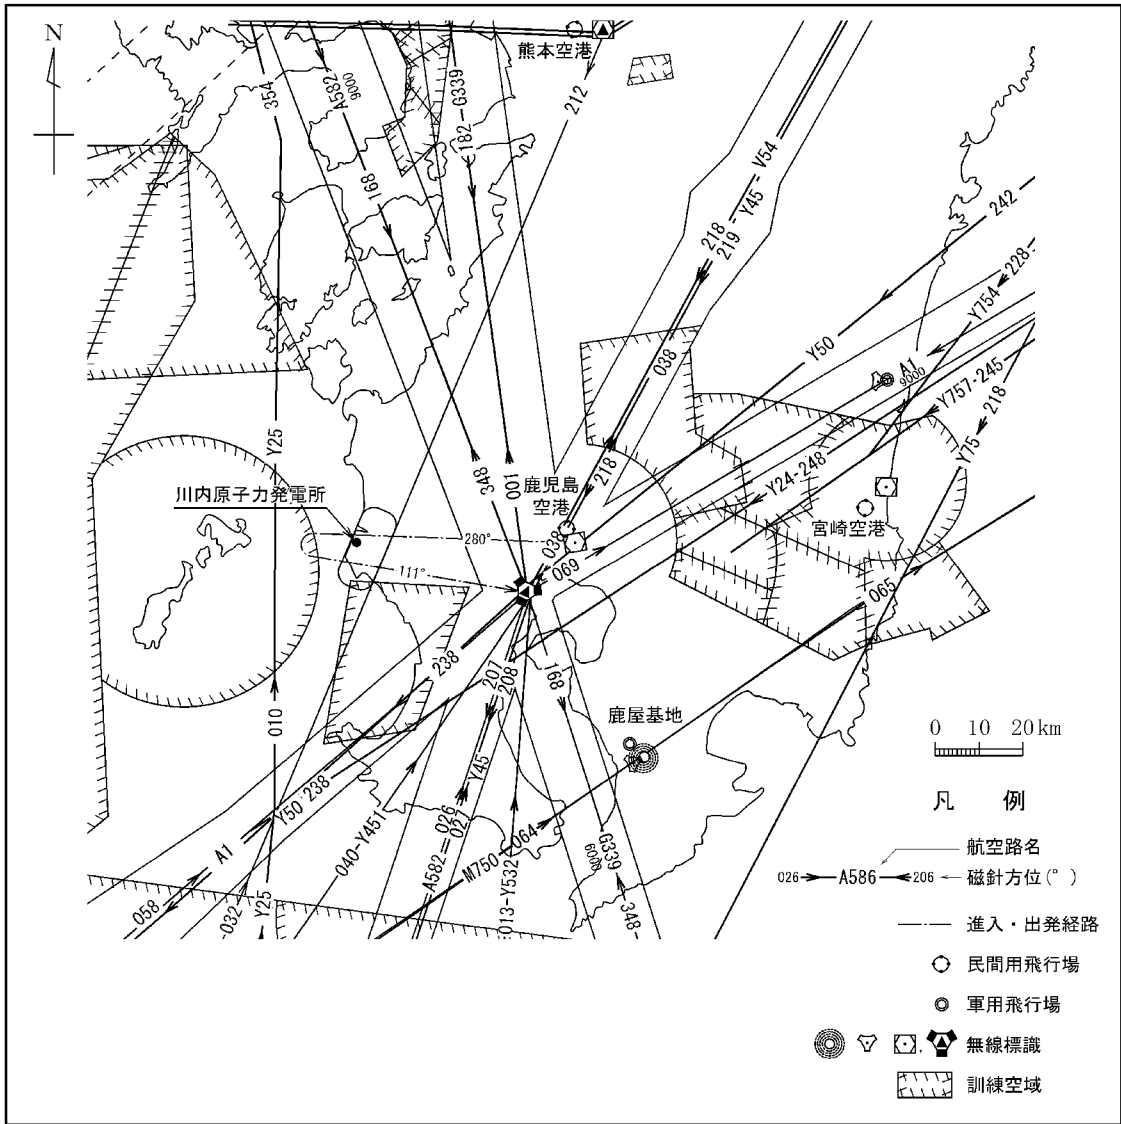 N
熊本空港
354
A582
9000
182-G339
212
168
218
219-Y45-V54
242
228
Y754
Y50
038
A1
9000
Y757-245
218
Y75
Y25
川内原子力発電所
348
001
鹿児島
空港
218
Y24-248
宮崎空港
280°
038
069
111°
065
238
207
208
168
010
鹿屋基地
Y45
0 10 20km
Y50
238
凡 例
040-Y451
A582
026
027
M750-064
G339
6000
航空路名
A1
026 A586 206 磁針方位(°)
058
032
Y25
013-Y532
348
進入・出発経路
民間用飛行場
軍用飛行場
無線標識
訓練空域